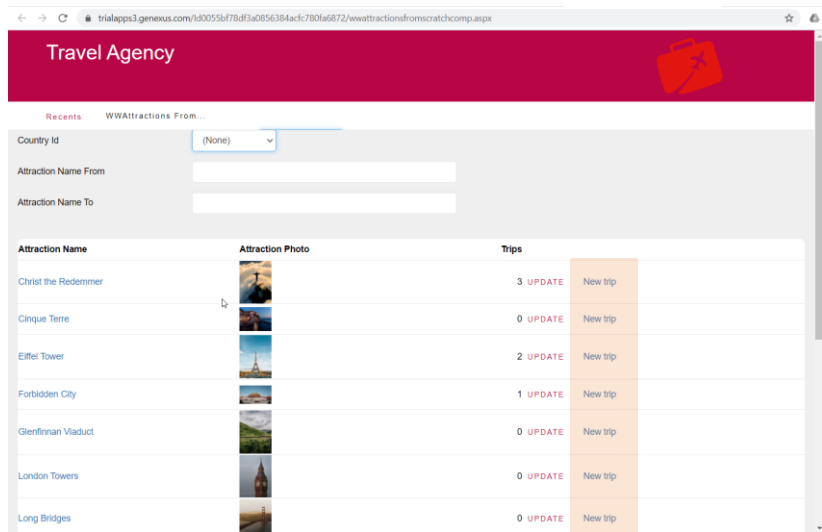 trialapps3.genexus.com/Id0055bf78df3a0856384acfc780fa6872/wwattractionsfromscratchcomp.aspx
Travel Agency
Recents WWAttractions From...
Country Id (None)
Attraction Name From
Attraction Name To
Attraction Name Attraction Photo Trips
Christ the Redemmer 3 UPDATE New trip
Cinque Terre 0 UPDATE New trip
Eiffel Tower 2 UPDATE New trip
Forbidden City 1 UPDATE New trip
Glenfinnan Viaduct 0 UPDATE New trip
London Towers 0 UPDATE New trip
Long Bridges 0 UPDATE New trip